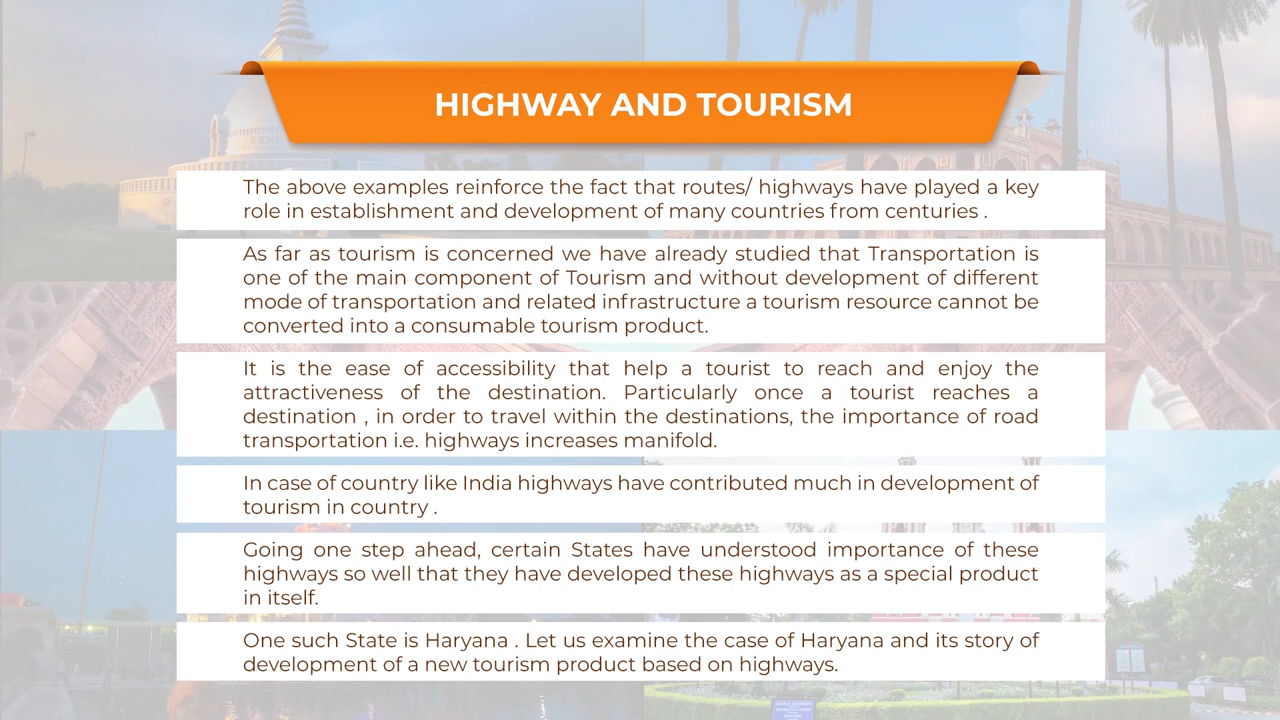 HIGHWAY AND TOURISM
The above examples reinforce the fact that routes/ highways have played a key
role in establishment and development of many countries from centuries .
As far as tourism is concerned we have already studied that Transportation is
one of the main component of Tourism and without development of different
mode of transportation and related infrastructure a tourism resource cannot be
converted into a consumable tourism product.
It is the ease of accessibility that help a tourist to reach and enjoy the
attractiveness of the destination. Particularly once a tourist reaches a
destination , in order to travel within the destinations, the importance of road
transportation i.e. highways increases manifold.
In case of country like India highways have contributed much in development of
tourism in country .
Going one step ahead, certain States have understood importance of these
highways so well that they have developed these highways as a special product
in itself.
One such State is Haryana . Let us examine the case of Haryana and its story of
development of a new tourism product based on highways.